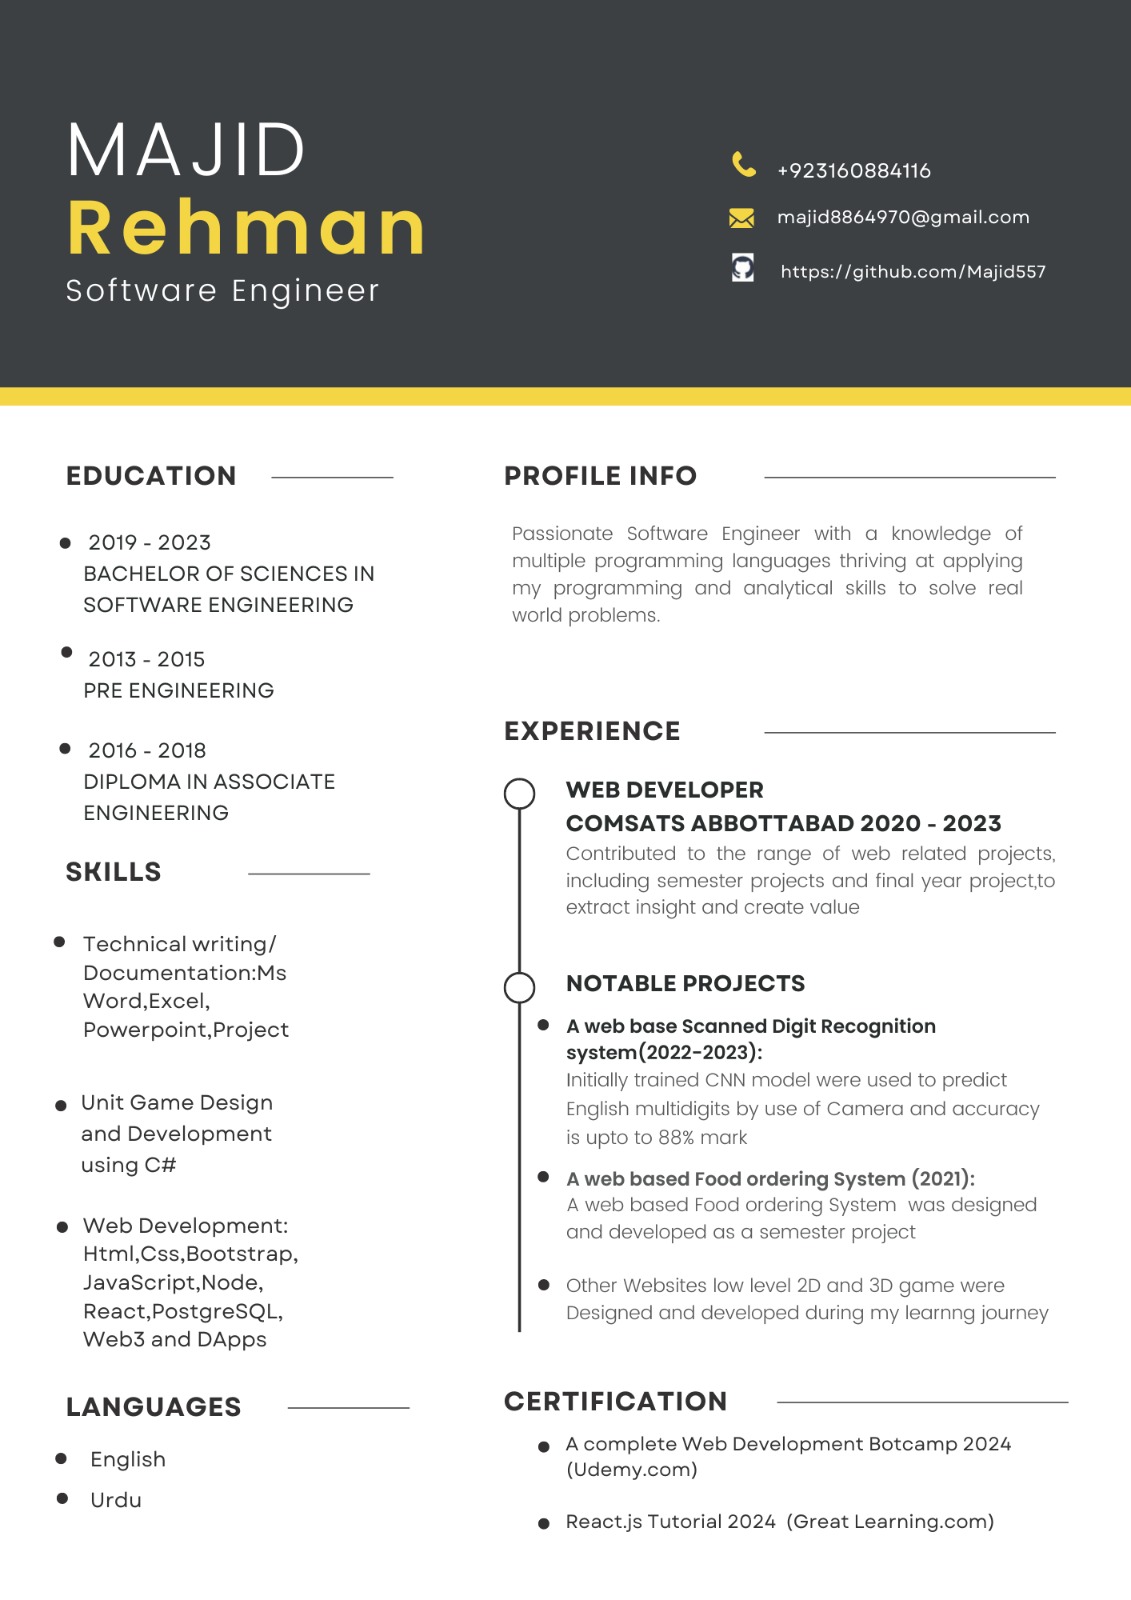 MAJID
Rehman
Software Engineer
+923160884116
majid8864970@gmail.com
https://github.com/Majid557
EDUCATION
2019 - 2023
BACHELOR OF SCIENCES IN
SOFTWARE ENGINEERING
2013 - 2015
PRE ENGINEERING
2016 - 2018
DIPLOMA IN ASSOCIATE
ENGINEERING
SKILLS
Technical writing/
Documentation:Ms
Word,Excel,
Powerpoint,Project
Unit Game Design
and Development
using C#
Web Development:
Html,Css,Bootstrap,
JavaScript,Node,
React,PostgreSQL,
Web3 and DApps
LANGUAGES
English
Urdu
PROFILE INFO
Passionate Software Engineer with a knowledge of
multiple programming languages thriving at applying
my programming and analytical skills to solve real
world problems.
EXPERIENCE
WEB DEVELOPER
COMSATS ABBOTTABAD 2020 - 2023
Contributed to the range of web related projects,
including semester projects and final year project,to
extract insight and create value
NOTABLE PROJECTS
A web base Scanned Digit Recognition
system(2022-2023):
Initially trained CNN model were used to predict
English multidigits by use of Camera and accuracy
is upto to 88% mark
A web based Food ordering System (2021):
A web based Food ordering System  was designed
and developed as a semester project
Other Websites low level 2D and 3D game were
Designed and developed during my learnng journey
CERTIFICATION
A complete Web Development Botcamp 2024
(Udemy.com)
React.js Tutorial 2024  (Great Learning.com)